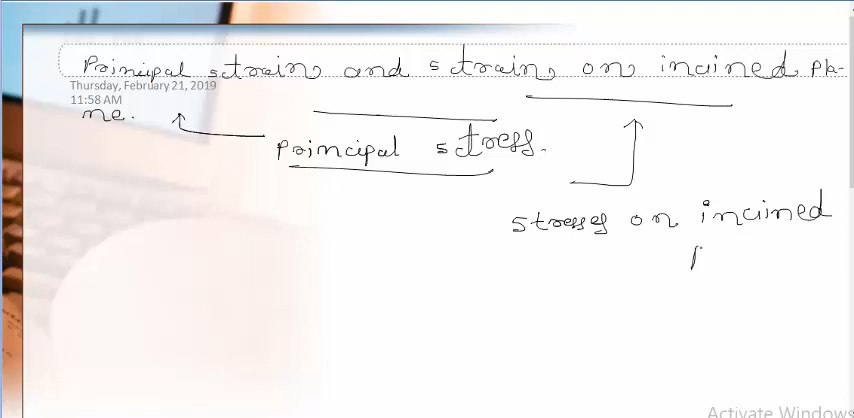 Principal strain and strain on incined pla-
Thursday, February 21, 2019
11:58 AM
ne.
Principal stress.
stresses on incined
Activate Windows